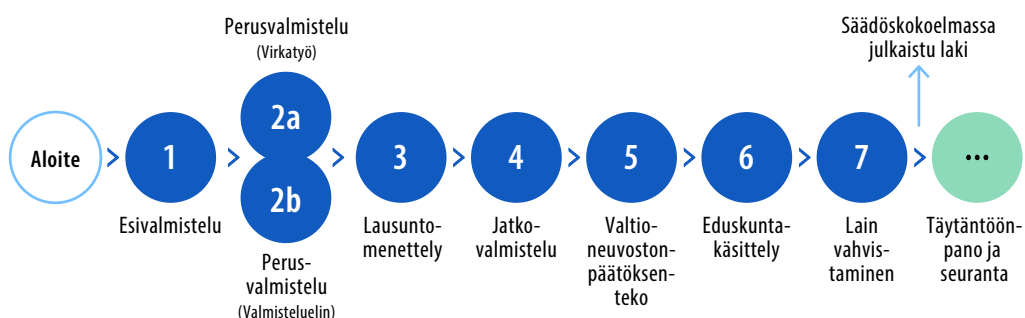 Perusvalmistelu
(Virkatyö)
Säädöskokoelmassa
julkaistu laki
Aloite
1
2a
2b
3
4
5
6
7
...
Esivalmistelu
Perus-
valmistelu
(Valmisteluelin)
Lausunto-
menettely
Jatko-
valmistelu
Valtio-
neuvoston-
päätöksen-
teko
Eduskunta-
käsittely
Lain
vahvis-
taminen
Täytäntöön-
pano ja
seuranta